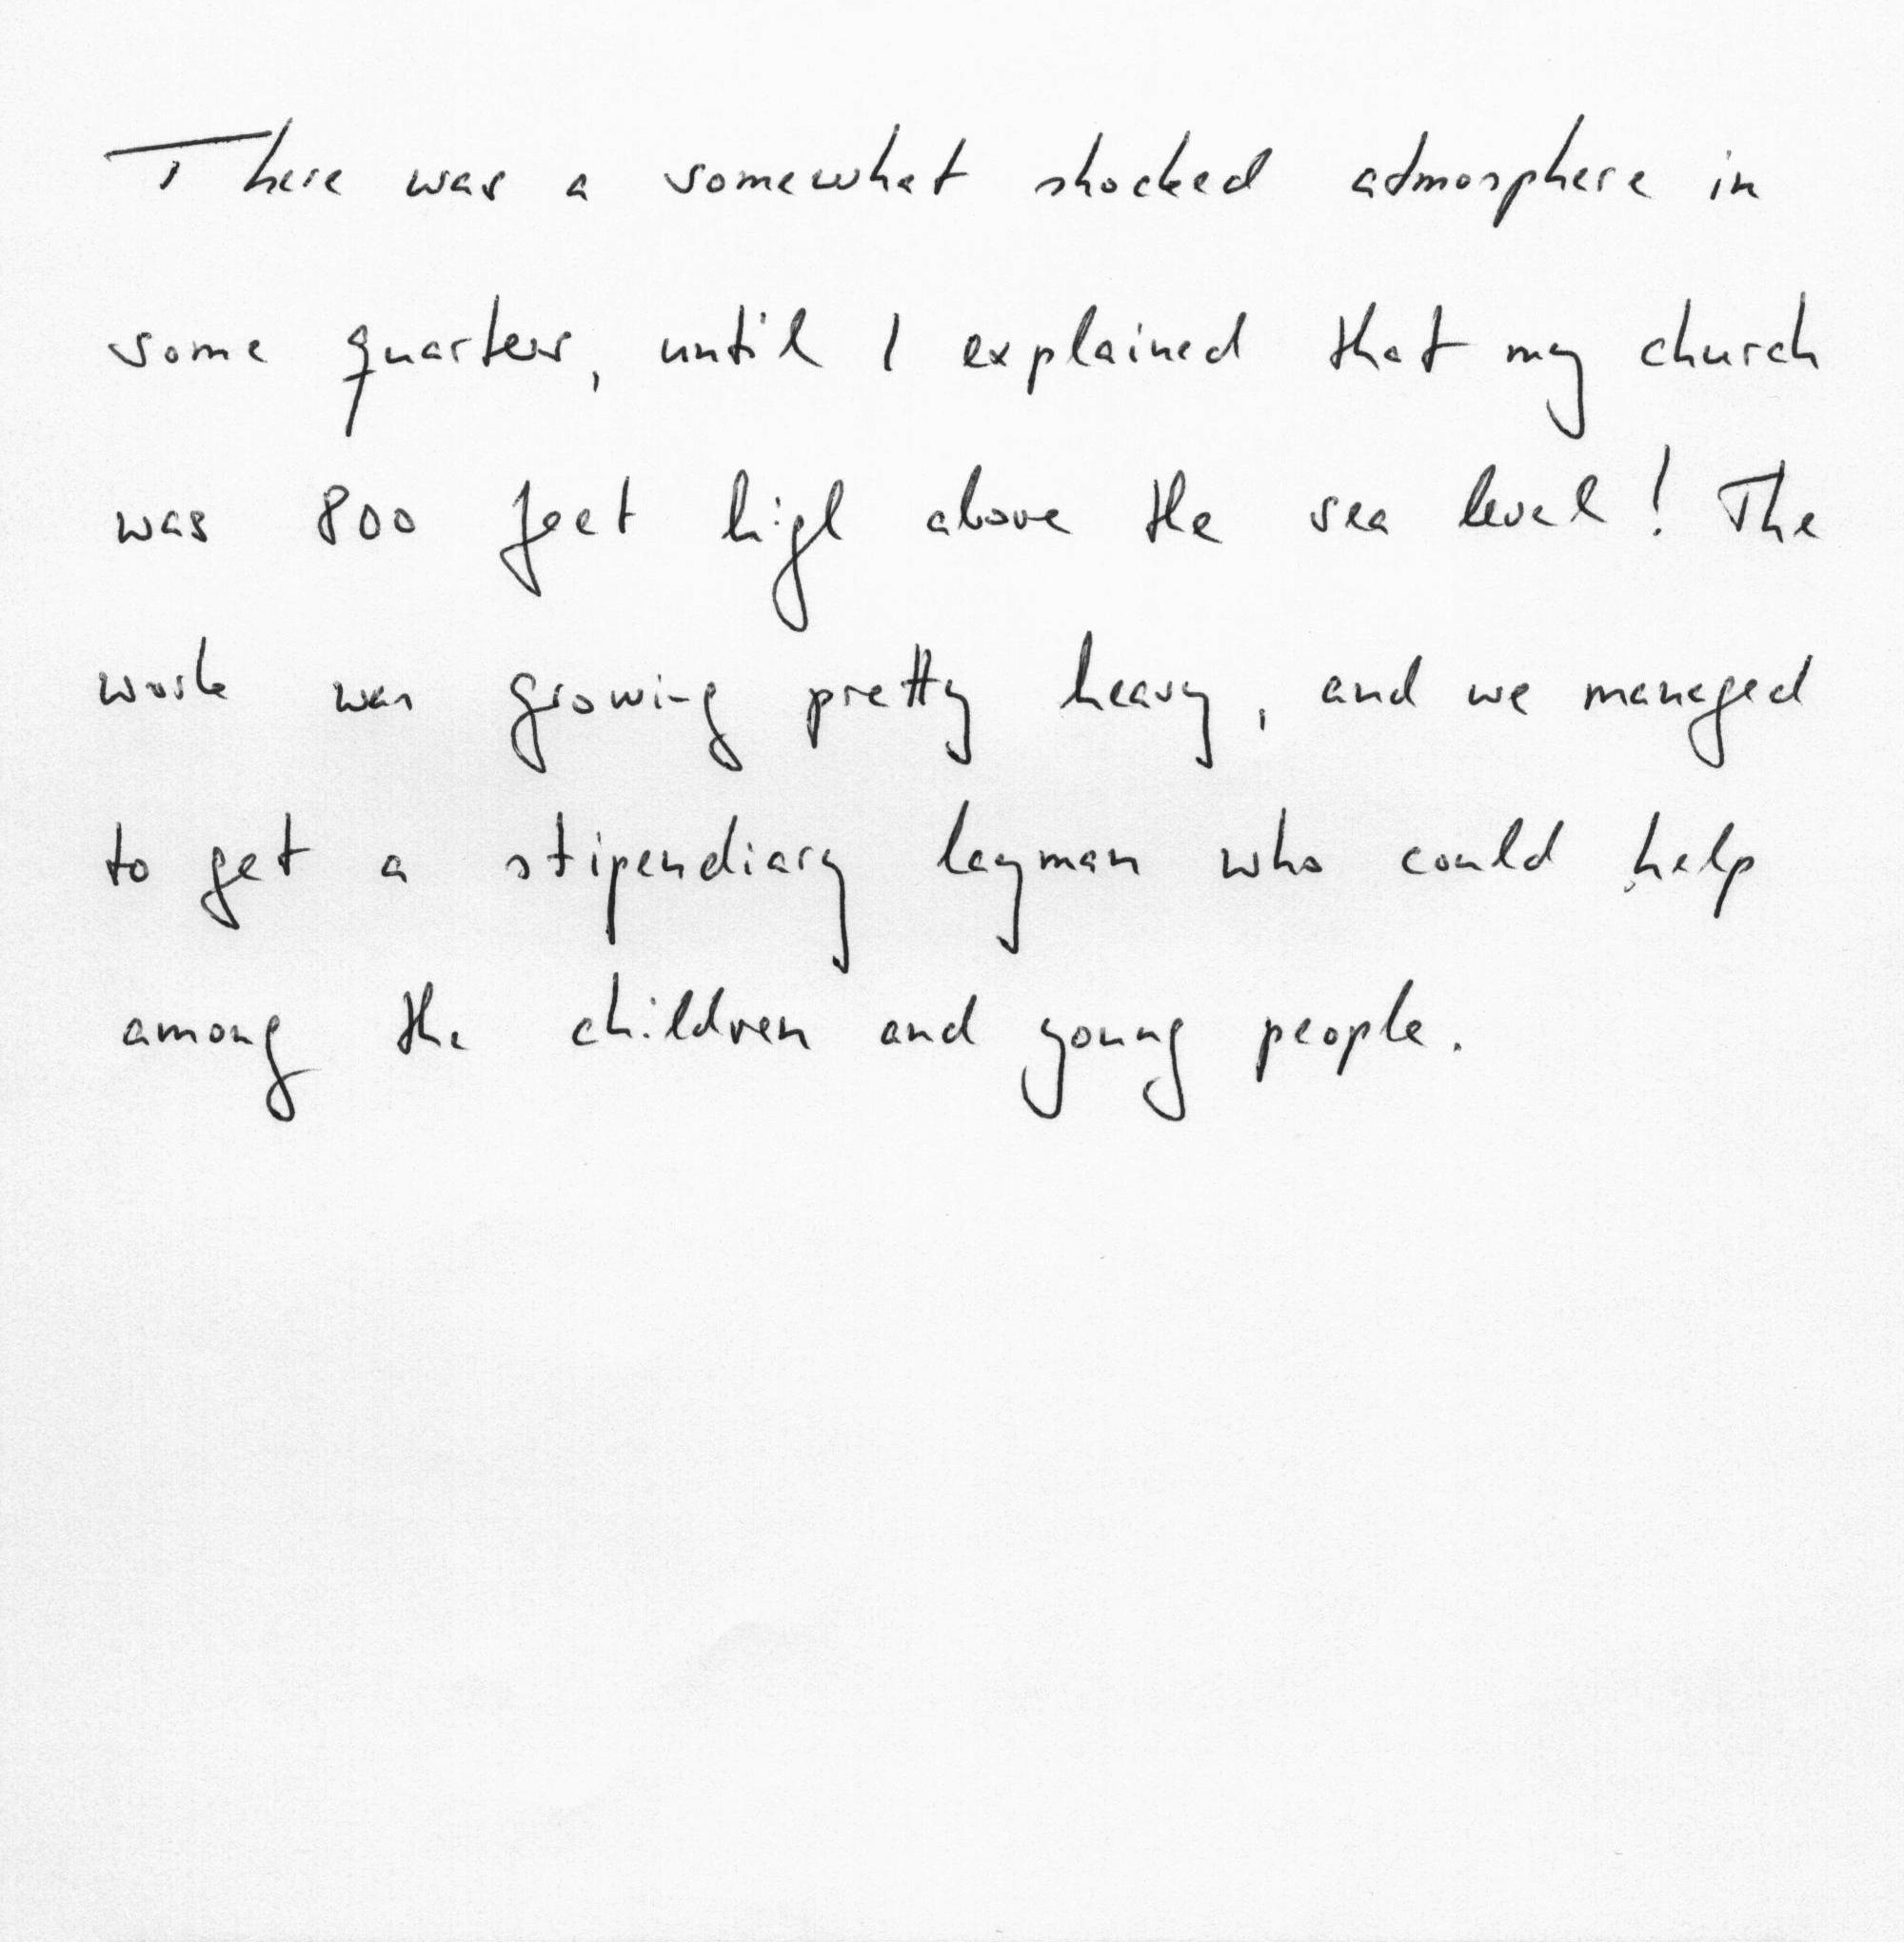 There was a somewhat shocked atmosphere in
some quarters, until I explained that my church
was 800 feet high above the sea level! The
work was growing pretty heavy, and we managed
to get a stipendiary layman who could help
among the children and young people.